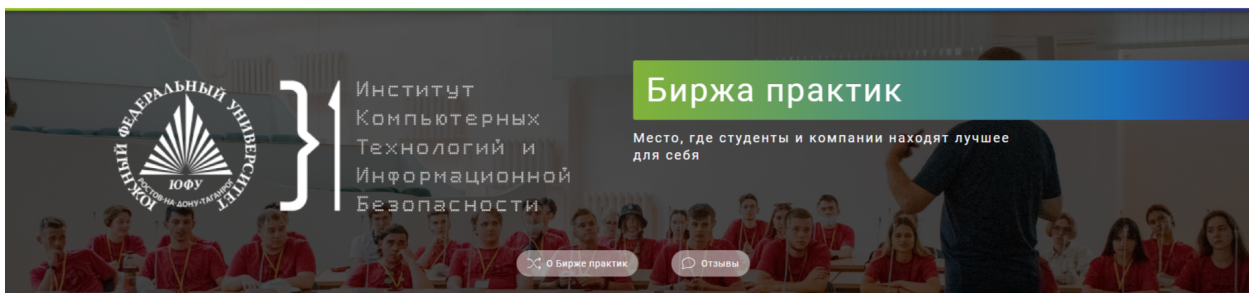 ЮЖНЫЙ ФЕДЕРАЛЬНЫЙ УНИВЕРСИТЕТ
ЮФУ
РОСТОВ-НА-ДОНУ-ТАГАНРОГ
Институт
Компьютерных
Технологий и
Информационной
Безопасности
Биржа практик
Место, где студенты и компании находят лучшее
для себя
О Бирже практик
Отзывы